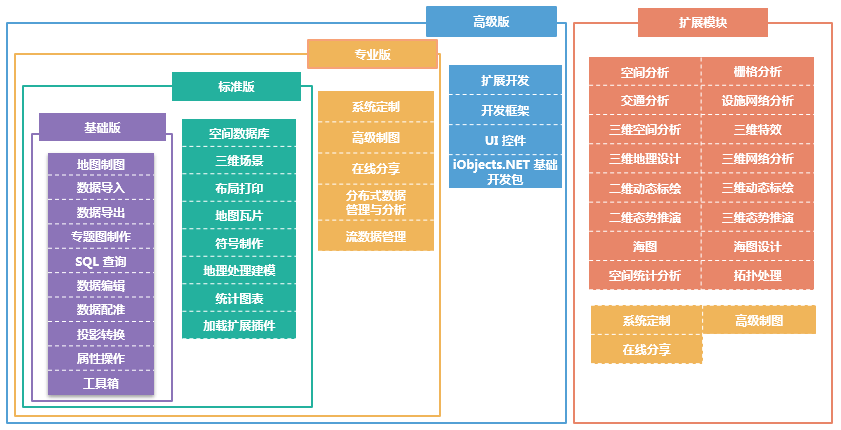 高级版
专业版
标准版
基础版
地图制图
数据导入
数据导出
专题图制作
SQL 查询
数据编辑
数据配准
投影转换
属性操作
工具箱
空间数据库
三维场景
布局打印
地图瓦片
符号制作
地理处理建模
统计图表
加载扩展插件
系统定制
高级制图
在线分享
分布式数据
管理与分析
流数据管理
扩展开发
开发框架
UI 控件
iObjects.NET 基础
开发包
扩展模块
空间分析
栅格分析
交通分析
设施网络分析
三维空间分析
三维特效
三维地理设计
三维网络分析
二维动态标绘
三维动态标绘
二维态势推演
三维态势推演
海图
海图设计
空间统计分析
拓扑处理
系统定制
高级制图
在线分享